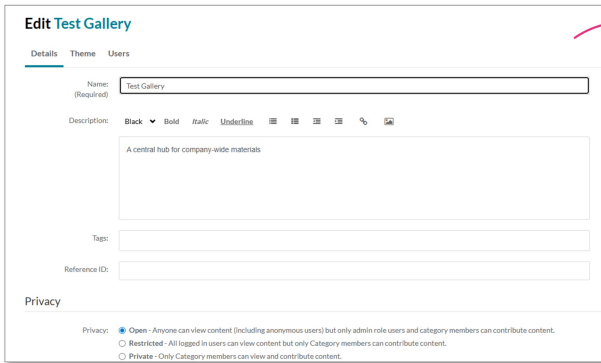 Edit Test Gallery
Details Theme Users
Name:
(Required)
Test Gallery
Description:
Black Bold Italic Underline
A central hub for company-wide materials
Tags:
Reference ID:
Privacy
Privacy:
Open - Anyone can view content (including anonymous users) but only admin role users and category members can contribute content.
Restricted - All logged in users can view content but only Category members can contribute content.
Private - Only Category members can view and contribute content.